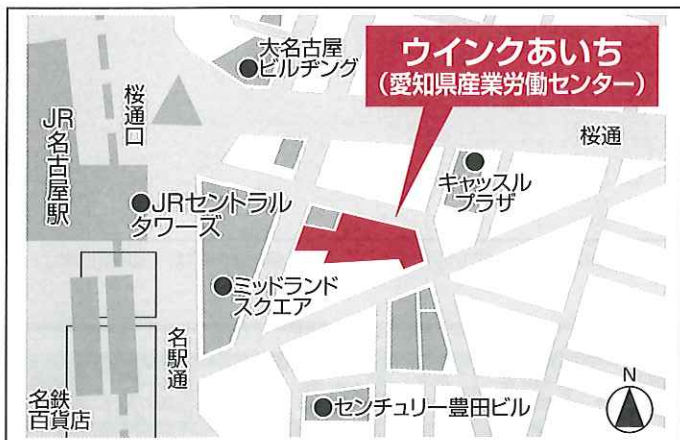 大名古屋
ビルヂング
ウインクあいち
(愛知県産業労働センター)
桜通口
JR名古屋駅
桜通
キャッスル
プラザ
JRセントラル
タワーズ
ミッドランド
スクエア
名駅通
名鉄
百貨店
センチュリー豊田ビル
N